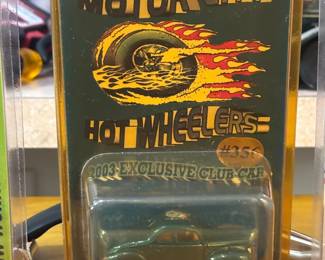 MOTOR CITY
HOT WHEELERS
#356
2003 EXCLUSIVE CLUB CAR